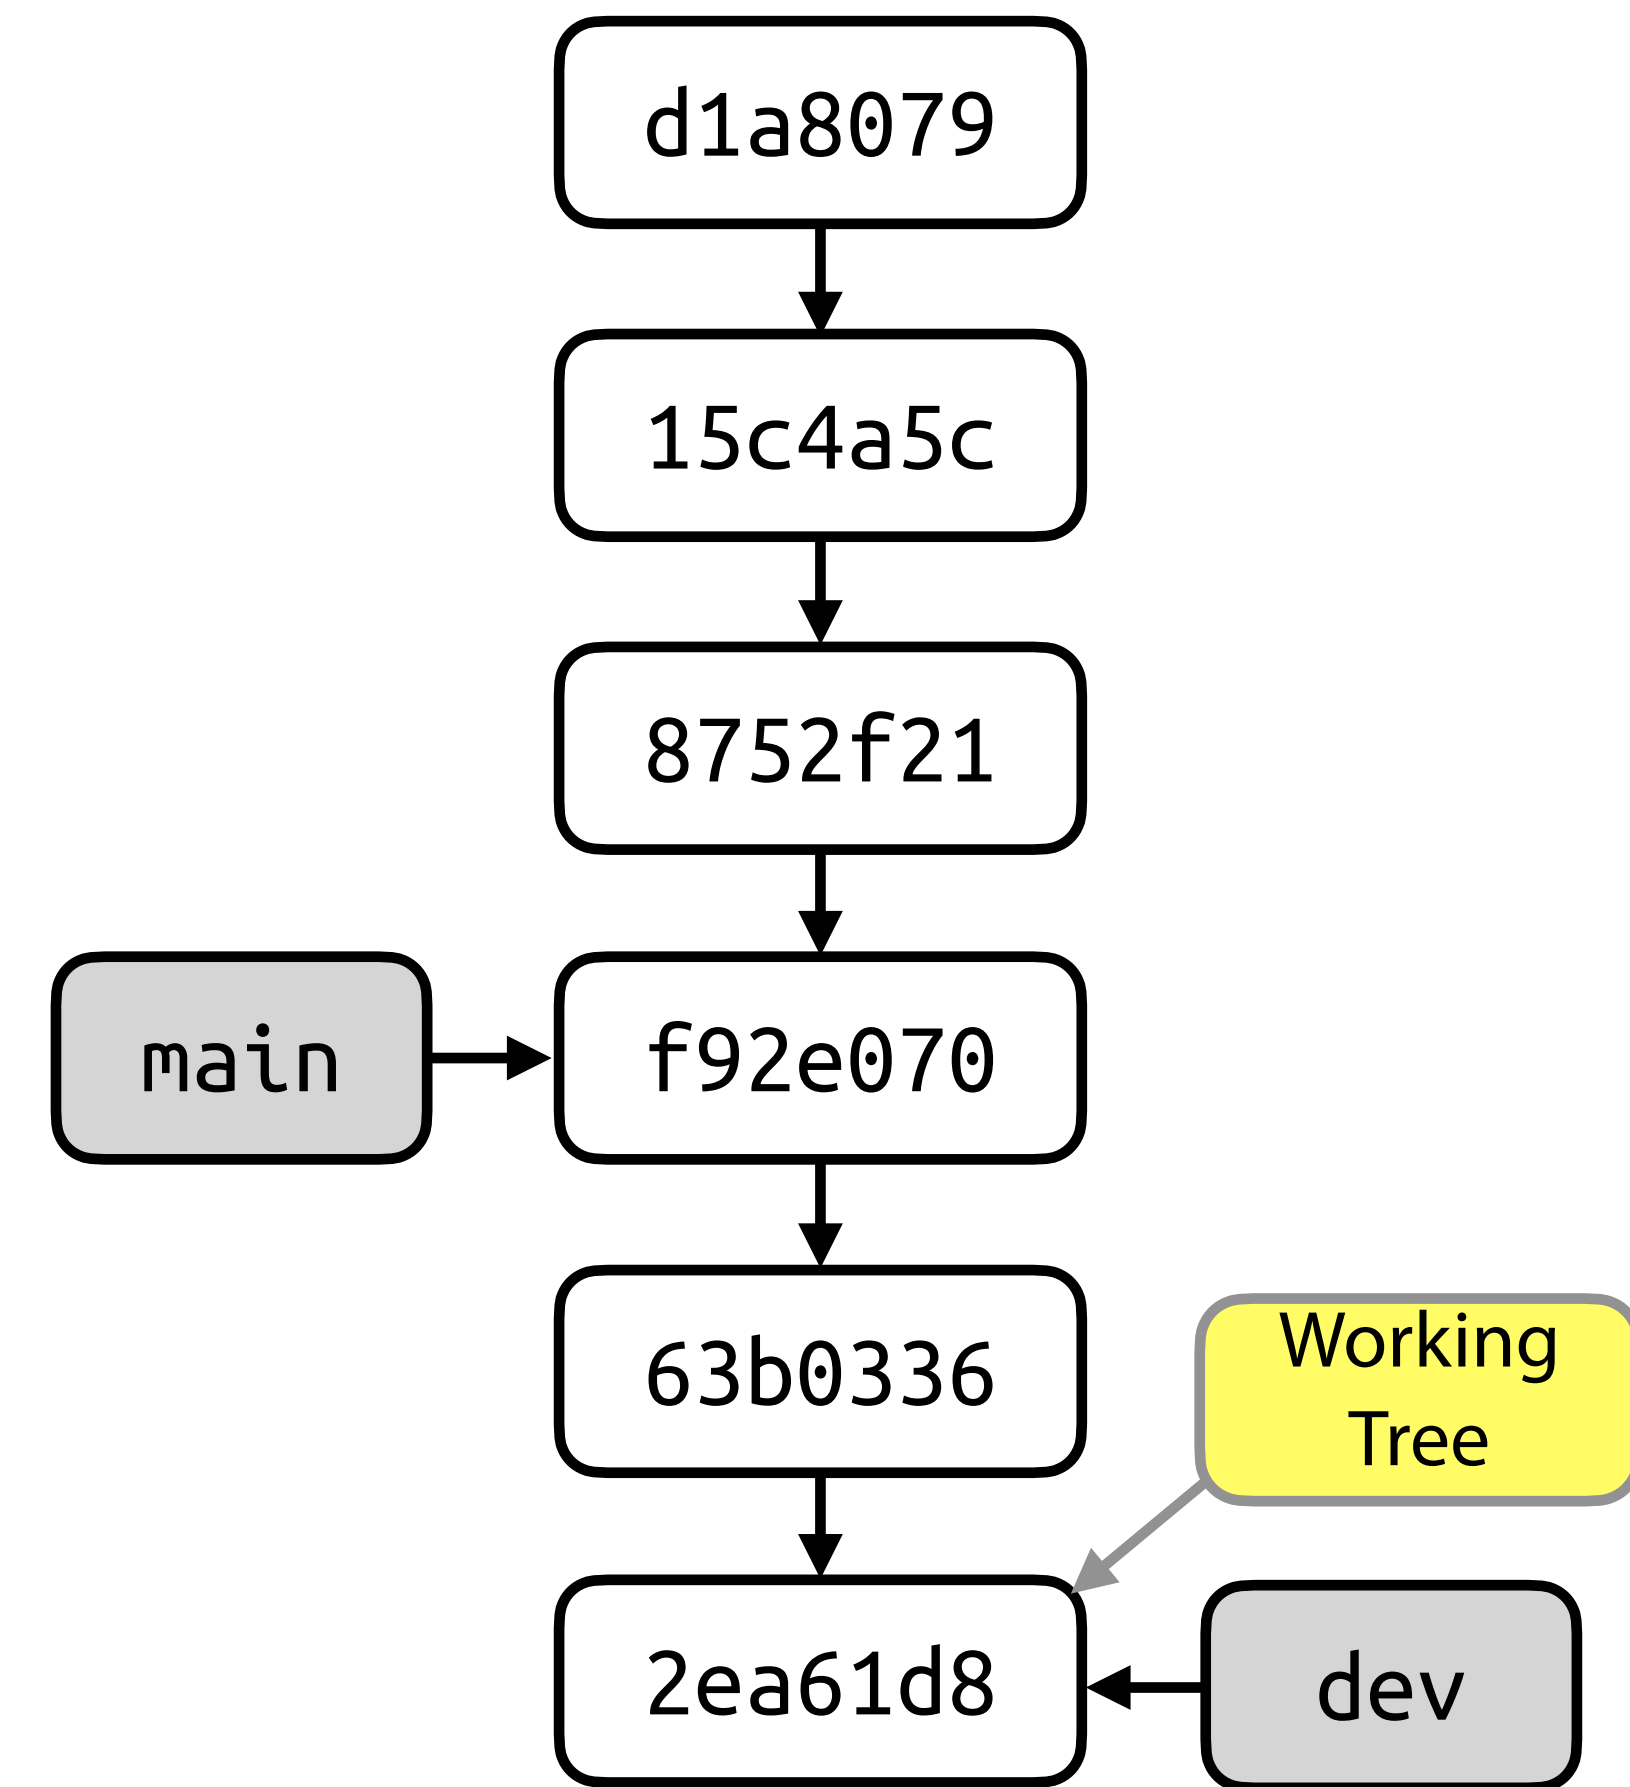 d1a8079
15c4a5c
8752f21
main
f92e070
63b0336
Working
Tree
2ea61d8
dev